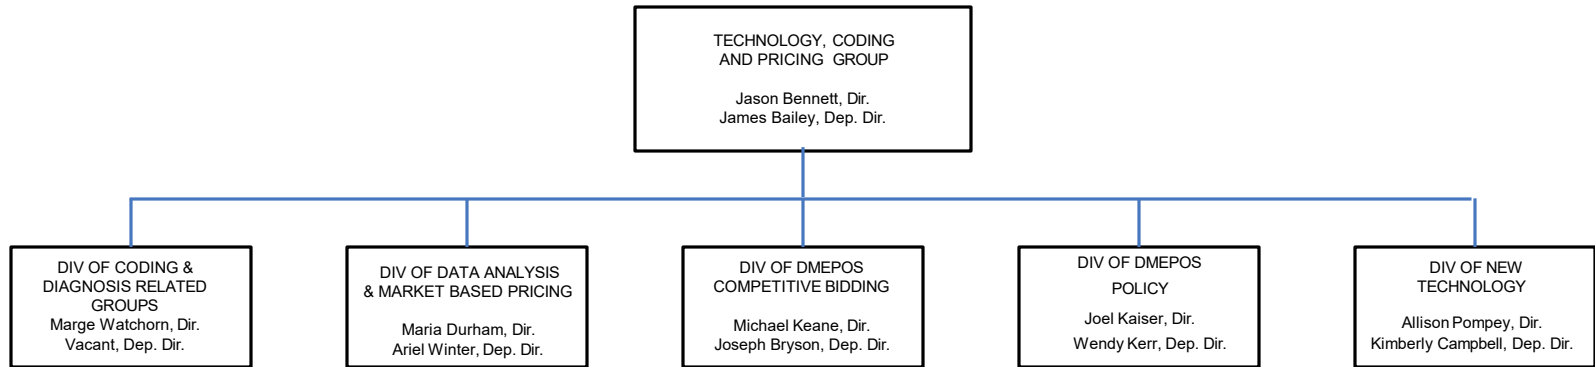 TECHNOLOGY, CODING
AND PRICING GROUP
Jason Bennett, Dir.
James Bailey, Dep. Dir.
DIV OF CODING &
DIAGNOSIS RELATED
GROUPS
Marge Watchorn, Dir.
Vacant, Dep. Dir.
DIV OF DATA ANALYSIS
& MARKET BASED PRICING
Maria Durham, Dir.
Ariel Winter, Dep. Dir.
DIV OF DMEPOS
COMPETITIVE BIDDING
Michael Keane, Dir.
Joseph Bryson, Dep. Dir.
DIV OF DMEPOS
POLICY
Joel Kaiser, Dir.
Wendy Kerr, Dep. Dir.
DIV OF NEW
TECHNOLOGY
Allison Pompey, Dir.
Kimberly Campbell, Dep. Dir.